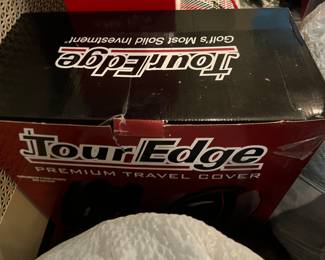 TourEdge
Golf's Most Solid Investment
TourEdge
PREMIUM TRAVEL COVER